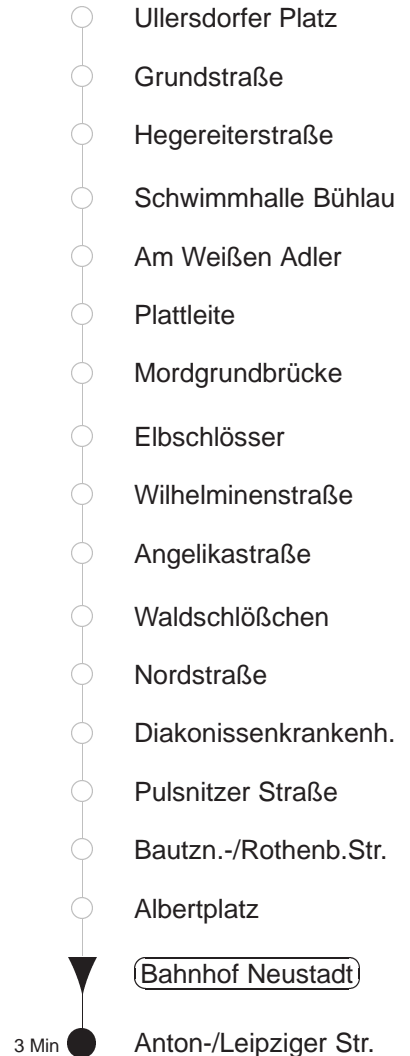 Ullersdorfer Platz
Grundstraße
Hegereiterstraße
Schwimmhalle Bühlau
Am Weißen Adler
Plattleite
Mordgrundbrücke
Elbschlösser
Wilhelminenstraße
Angelikastraße
Waldschlößchen
Nordstraße
Diakonissenkrankenh.
Pulsnitzer Straße
Bautzn.-/Rothenb.Str.
Albertplatz
Bahnhof Neustadt
3 Min Anton-/Leipziger Str.